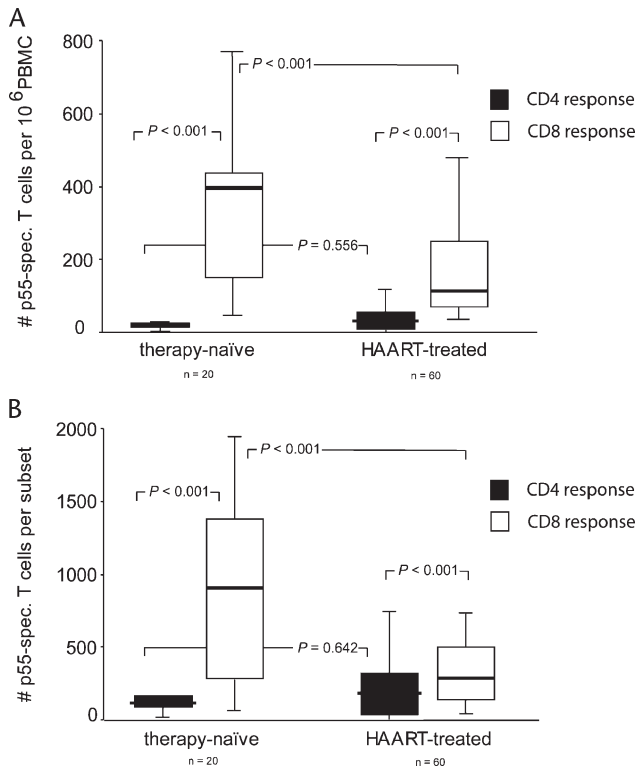 A
# p55-spec. T cells per 10⁶PBMC
800
600
400
200
0
P < 0.001
P < 0.001
P < 0.001
P = 0.556
CD4 response
CD8 response
therapy-naïve
HAART-treated
n = 20
n = 60
B
# p55-spec. T cells per subset
2000
1500
1000
500
0
P < 0.001
P < 0.001
P < 0.001
P = 0.642
CD4 response
CD8 response
therapy-naïve
HAART-treated
n = 20
n = 60